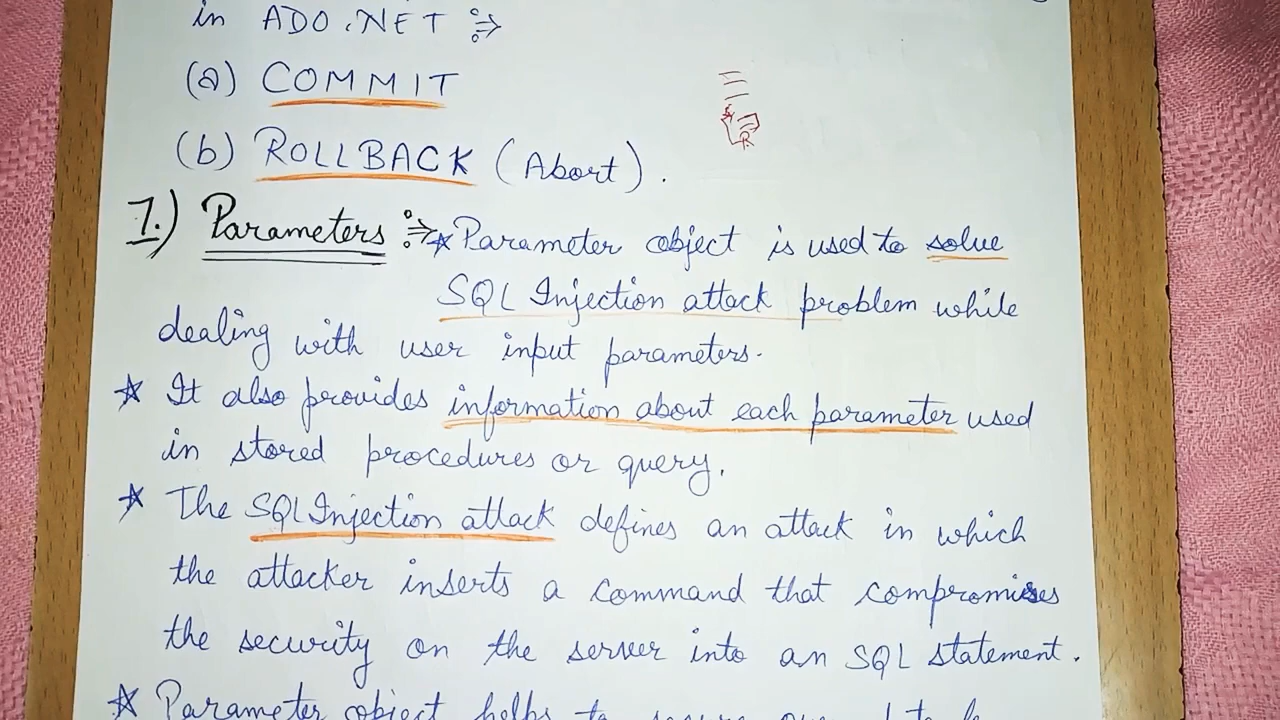 in ADO.NET :⇒
(a) COMMIT
(b) ROLLBACK (Abort).
7.) Parameters :⇒ ☆ Parameter object is used to solve
SQL Injection attack problem while
dealing with user input parameters.
☆ It also provides information about each parameter used
in stored procedures or query.
☆ The SQL Injection attack defines an attack in which
the attacker inserts a command that compromises
the security on the server into an SQL statement.
☆ Parameter object helps to